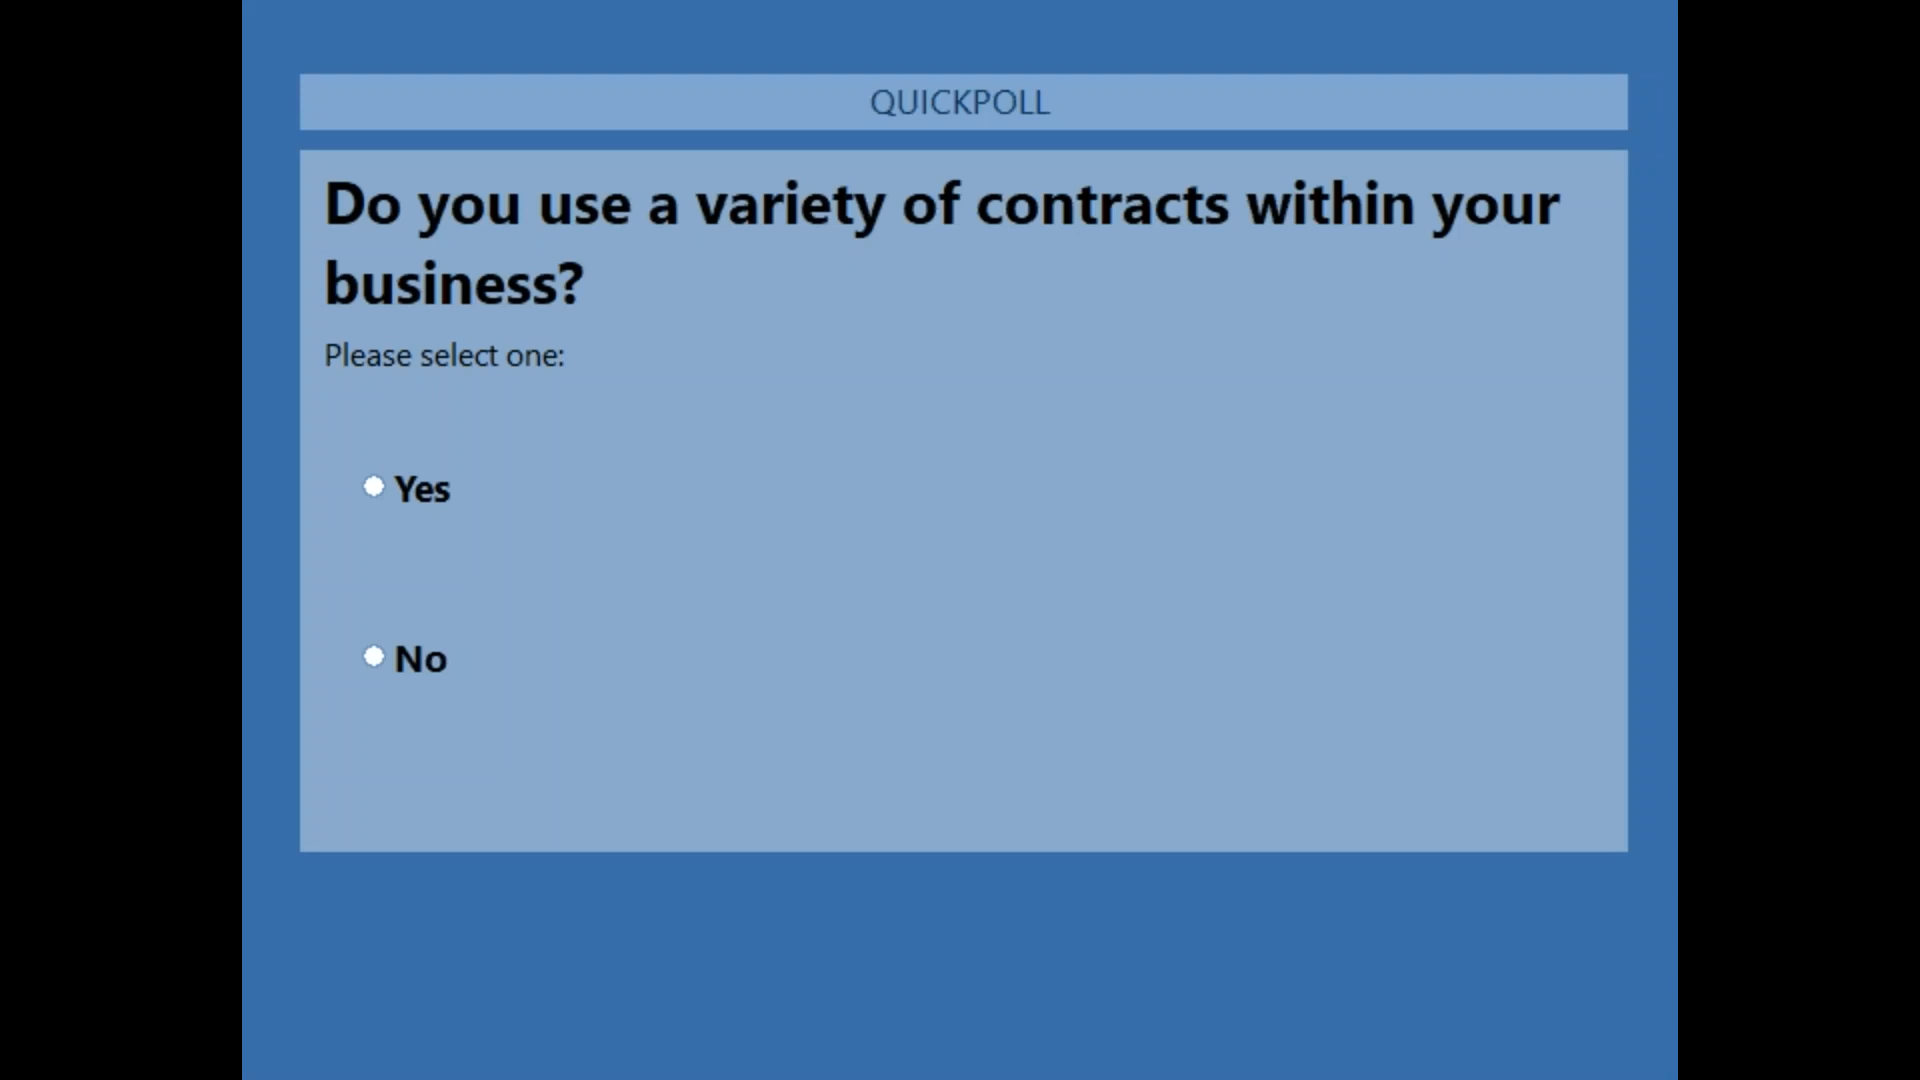 QUICKPOLL
Do you use a variety of contracts within your
business?
Please select one:
Yes
No